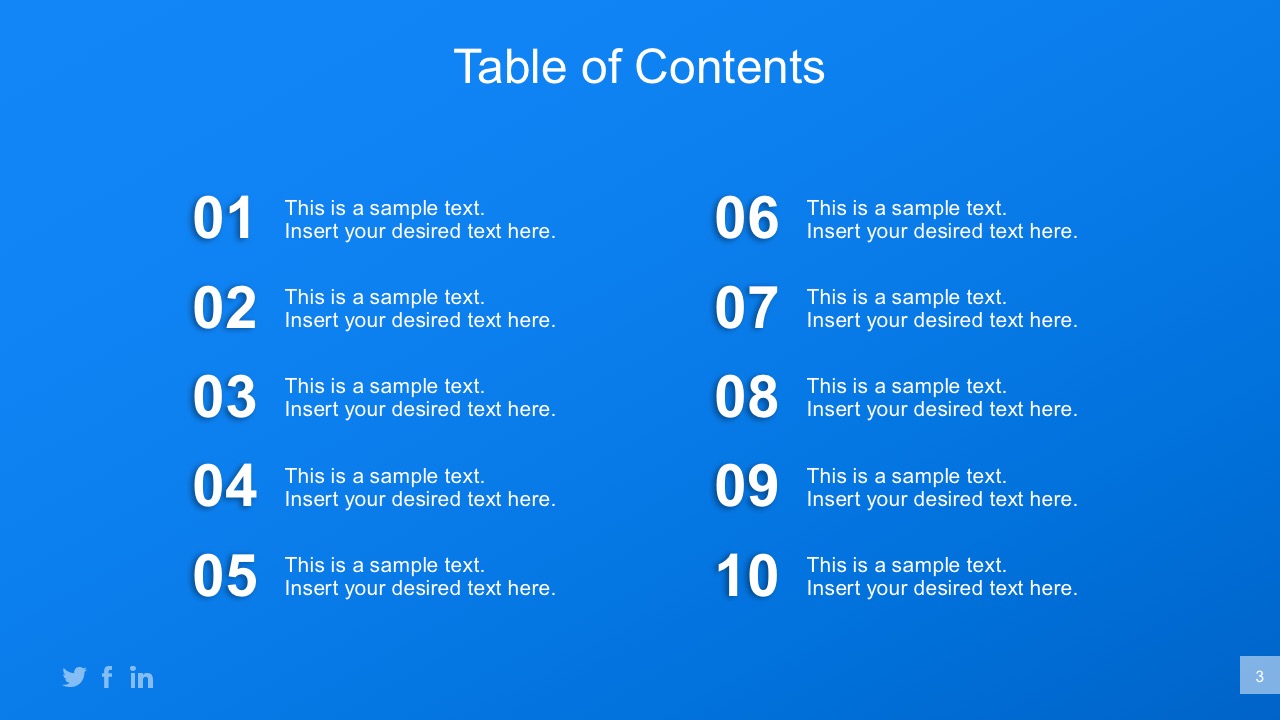 Table of Contents
01
This is a sample text.
Insert your desired text here.
02
This is a sample text.
Insert your desired text here.
03
This is a sample text.
Insert your desired text here.
04
This is a sample text.
Insert your desired text here.
05
This is a sample text.
Insert your desired text here.
06
This is a sample text.
Insert your desired text here.
07
This is a sample text.
Insert your desired text here.
08
This is a sample text.
Insert your desired text here.
09
This is a sample text.
Insert your desired text here.
10
This is a sample text.
Insert your desired text here.
3